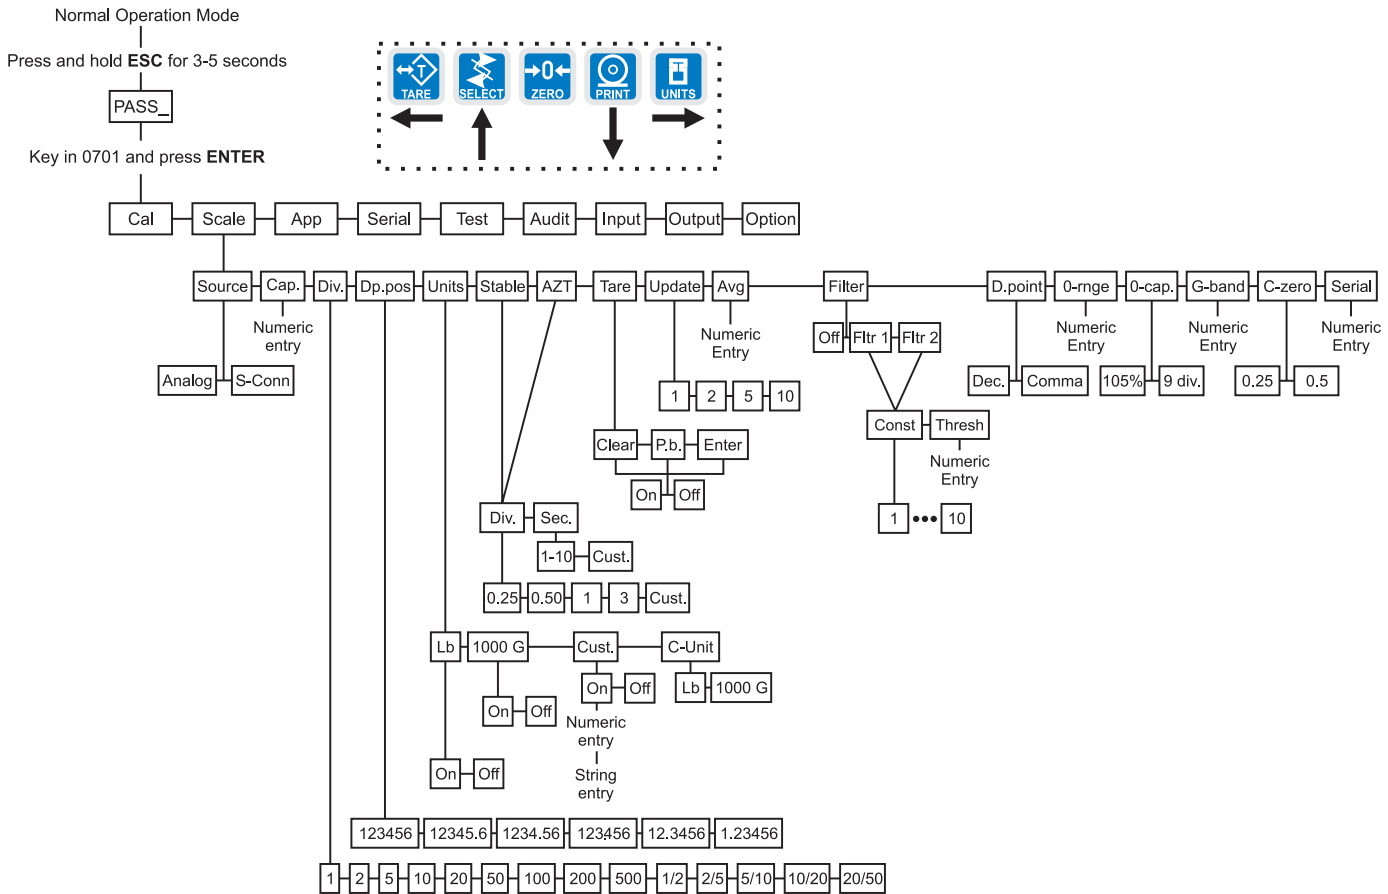 Normal Operation Mode
Press and hold ESC for 3-5 seconds
PASS_
Key in 0701 and press ENTER
TARE SELECT →0← ZERO PRINT UNITS
Cal Scale App Serial Test Audit Input Output Option
Source Cap. Div. Dp.pos Units Stable AZT Tare Update Avg Filter D.point 0-rnge 0-cap. G-band C-zero Serial
Numeric
entry
Numeric
Entry
Off Fltr 1 Fltr 2
Numeric
Entry
Numeric
Entry
Numeric
Entry
Analog S-Conn
Dec. Comma 105% 9 div. 0.25 0.5
1 2 5 10
Const Thresh
Numeric
Entry
Clear P.b. Enter
On Off
1 ••• 10
Div. Sec.
1-10 Cust.
0.25 0.50 1 3 Cust.
Lb 1000 G Cust. C-Unit
On Off Lb 1000 G
On Off
Numeric
entry
On Off
String
entry
123456 12345.6 1234.56 123.456 12.3456 1.23456
1 2 5 10 20 50 100 200 500 1/2 2/5 5/10 10/20 20/50